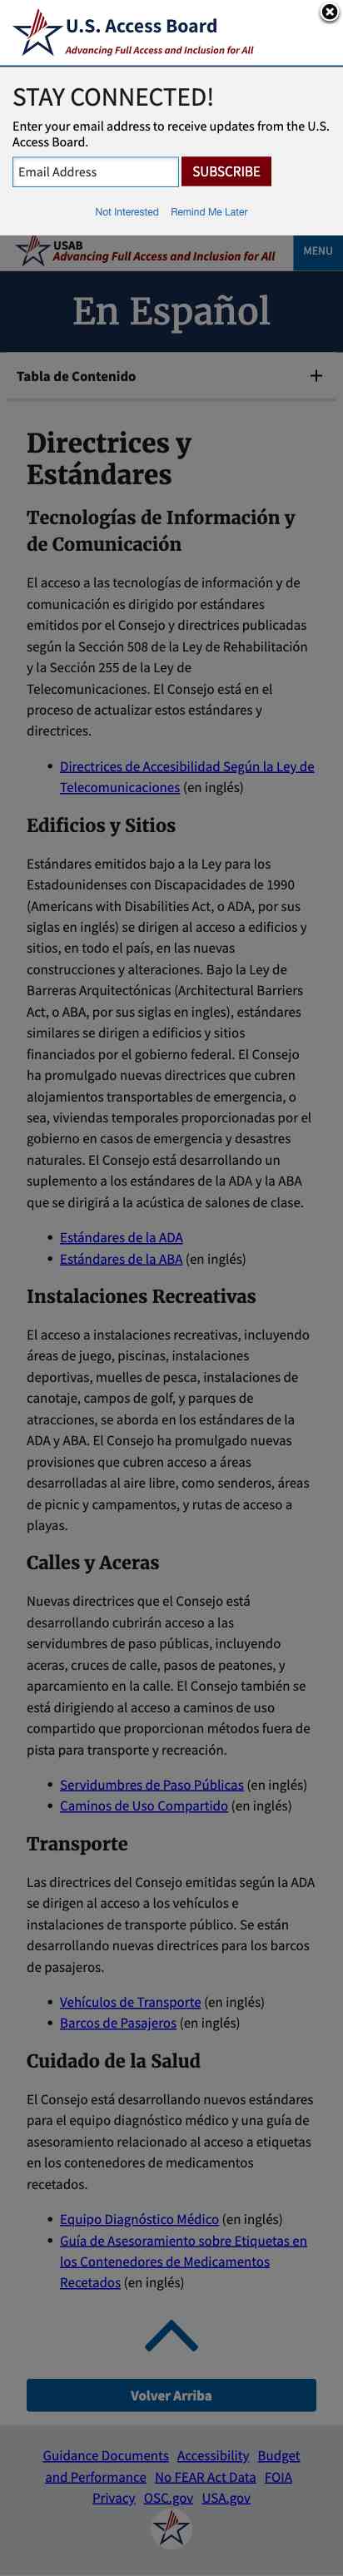 U.S. Access Board
Advancing Full Access and Inclusion for All
STAY CONNECTED!
Enter your email address to receive updates from the U.S.
Access Board.
Email Address
SUBSCRIBE
Not Interested Remind Me Later
USAB
Advancing Full Access and Inclusion for All
MENU
En Español
Tabla de Contenido
Directrices y
Estándares
Tecnologías de Información y
de Comunicación
El acceso a las tecnologías de información y de
comunicación es dirigido por estándares
emitidos por el Consejo y directrices publicadas
según la Sección 508 de la Ley de Rehabilitación
y la Sección 255 de la Ley de
Telecomunicaciones. El Consejo está en el
proceso de actualizar estos estándares y
directrices.
• Directrices de Accesibilidad Según la Ley de
Telecomunicaciones (en inglés)
Edificios y Sitios
Estándares emitidos bajo a la Ley para los
Estadounidenses con Discapacidades de 1990
(Americans with Disabilities Act, o ADA, por sus
siglas en inglés) se dirigen al acceso a edificios y
sitios, en todo el país, en las nuevas
construcciones y alteraciones. Bajo la Ley de
Barreras Arquitectónicas (Architectural Barriers
Act, o ABA, por sus siglas en ingles), estándares
similares se dirigen a edificios y sitios
financiados por el gobierno federal. El Consejo
ha promulgado nuevas directrices que cubren
alojamientos transportables de emergencia, o
sea, viviendas temporales proporcionadas por el
gobierno en casos de emergencia y desastres
naturales. El Consejo está desarrollando un
suplemento a los estándares de la ADA y la ABA
que se dirigirá a la acústica de salones de clase.
• Estándares de la ADA
• Estándares de la ABA (en inglés)
Instalaciones Recreativas
El acceso a instalaciones recreativas, incluyendo
áreas de juego, piscinas, instalaciones
deportivas, muelles de pesca, instalaciones de
canotaje, campos de golf, y parques de
atracciones, se aborda en los estándares de la
ADA y ABA. El Consejo ha promulgado nuevas
provisiones que cubren acceso a áreas
desarrolladas al aire libre, como senderos, áreas
de picnic y campamentos, y rutas de acceso a
playas.
Calles y Aceras
Nuevas directrices que el Consejo está
desarrollando cubrirán acceso a las
servidumbres de paso públicas, incluyendo
aceras, cruces de calle, pasos de peatones, y
aparcamiento en la calle. El Consejo también se
está dirigiendo al acceso a caminos de uso
compartido que proporcionan métodos fuera de
pista para transporte y recreación.
• Servidumbres de Paso Públicas (en inglés)
• Caminos de Uso Compartido (en inglés)
Transporte
Las directrices del Consejo emitidas según la ADA
se dirigen al acceso a los vehículos e
instalaciones de transporte público. Se están
desarrollando nuevas directrices para los barcos
de pasajeros.
• Vehículos de Transporte (en inglés)
• Barcos de Pasajeros (en inglés)
Cuidado de la Salud
El Consejo está desarrollando nuevos estándares
para el equipo diagnóstico médico y una guía de
asesoramiento relacionado al acceso a etiquetas
en los contenedores de medicamentos
recetados.
• Equipo Diagnóstico Médico (en inglés)
• Guía de Asesoramiento sobre Etiquetas en
los Contenedores de Medicamentos
Recetados (en inglés)
Volver Arriba
Guidance Documents Accessibility Budget
and Performance No FEAR Act Data FOIA
Privacy OSC.gov USA.gov